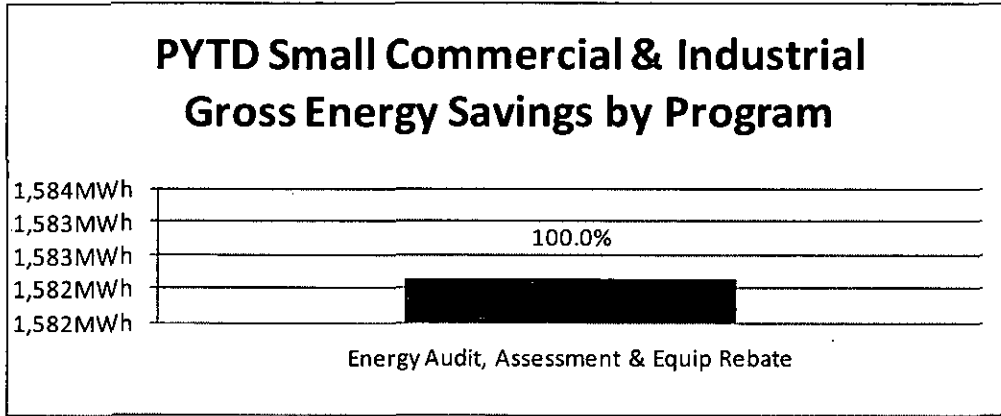 PYTD Small Commercial & Industrial
Gross Energy Savings by Program
1,584MWh
1,583MWh
100.0%
1,583MWh
1,582MWh
1,582MWh
Energy Audit, Assessment & Equip Rebate